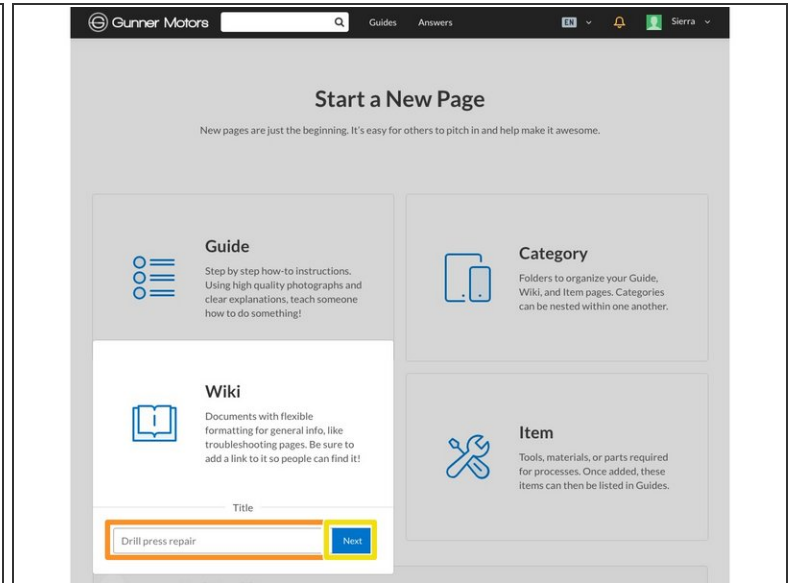 Gunner Motors
Guides
Answers
EN
Sierra
Start a New Page
New pages are just the beginning. It's easy for others to pitch in and help make it awesome.
Guide
Step by step how-to instructions.
Using high quality photographs and
clear explanations, teach someone
how to do something!
Category
Folders to organize your Guide,
Wiki, and Item pages. Categories
can be nested within one another.
Wiki
Documents with flexible
formatting for general info, like
troubleshooting pages. Be sure to
add a link to it so people can find it!
Title
Drill press repair
Next
Item
Tools, materials, or parts required
for processes. Once added, these
items can then be listed in Guides.